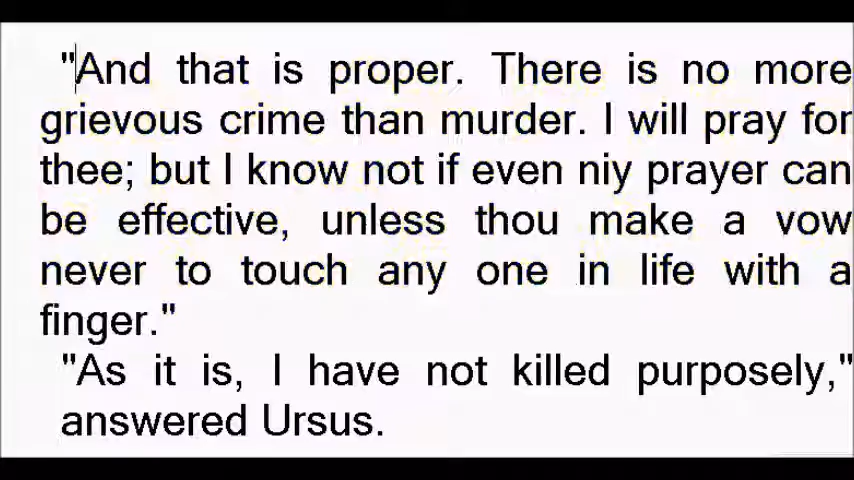 "And that is proper. There is no more
grievous crime than murder. I will pray for
thee; but I know not if even niy prayer can
be effective, unless thou make a vow
never to touch any one in life with a
finger."
"As it is, I have not killed purposely,"
answered Ursus.